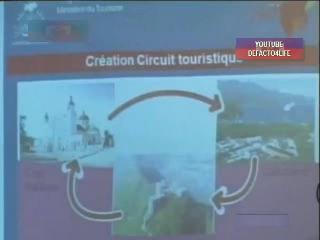 Ministère du Tourisme
YOUTUBE
DEFACTO4LIFE
Création Circuit touristique